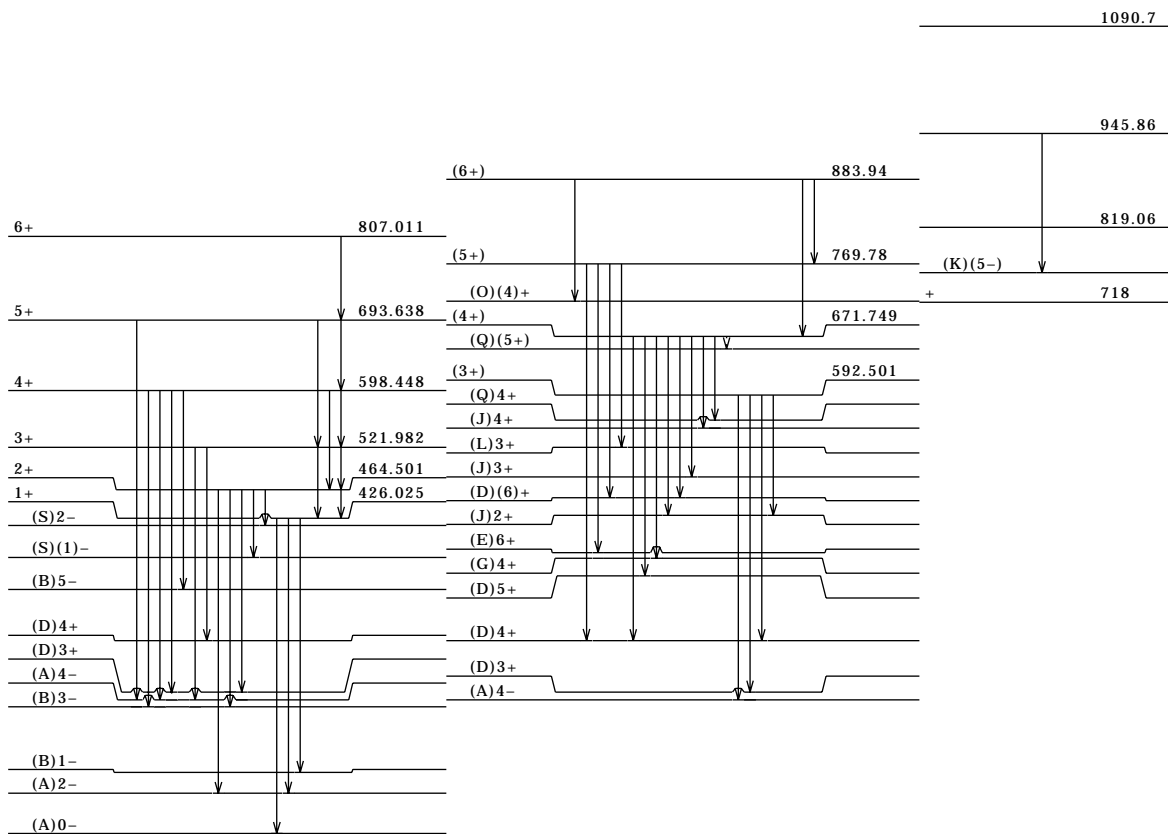 1090.7
945.86
819.06
(K)(5−)
+ 718
(6+) 883.94
(5+) 769.78
(O)(4)+
(4+) 671.749
(Q)(5+)
(3+) 592.501
(Q)4+
(J)4+
(L)3+
(J)3+
(D)(6)+
(J)2+
(E)6+
(G)4+
(D)5+
(D)4+
(D)3+
(A)4−
6+ 807.011
5+ 693.638
4+ 598.448
3+ 521.982
2+ 464.501
1+ 426.025
(S)2−
(S)(1)−
(B)5−
(D)4+
(D)3+
(A)4−
(B)3−
(B)1−
(A)2−
(A)0−